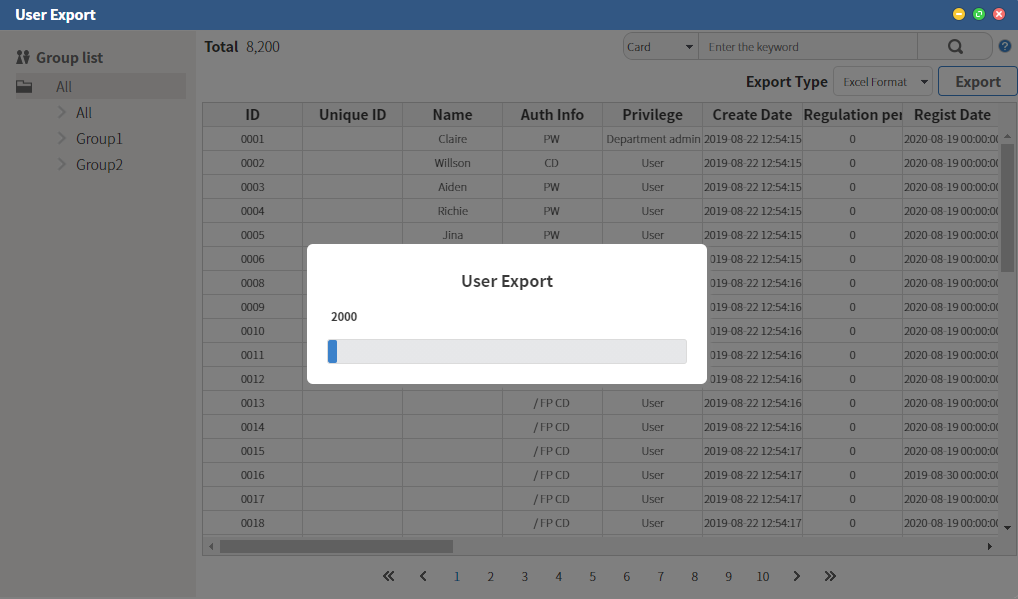 User Export
Group list
All
All
Group1
Group2
Total 8,200
Card Enter the keyword ?
Export Type Excel Format Export
ID Unique ID Name Auth Info Privilege Create Date Regulation per Regist Date
0001 Claire PW Department admin 2019-08-22 12:54:15 0 2020-08-19 00:00:00
0002 Willson CD User 2019-08-22 12:54:15 0 2020-08-19 00:00:00
0003 Aiden PW User 2019-08-22 12:54:15 0 2020-08-19 00:00:00
0004 Richie PW User 2019-08-22 12:54:15 0 2020-08-19 00:00:00
0005 Jina PW User 2019-08-22 12:54:15 0 2020-08-19 00:00:00
0006 2019-08-22 12:54:16 0 2020-08-19 00:00:00
0008 019-08-22 12:54:16 0 2020-08-19 00:00:00
0009 019-08-22 12:54:16 0 2020-08-19 00:00:00
0010 019-08-22 12:54:16 0 2020-08-19 00:00:00
0011 019-08-22 12:54:16 0 2020-08-19 00:00:00
0012 019-08-22 12:54:16 0 2020-08-19 00:00:00
0013 / FP CD User 2019-08-22 12:54:16 0 2020-08-19 00:00:00
0014 / FP CD User 2019-08-22 12:54:16 0 2020-08-19 00:00:00
0015 / FP CD User 2019-08-22 12:54:17 0 2020-08-19 00:00:00
0016 / FP CD User 2019-08-22 12:54:17 0 2019-08-30 00:00:00
0017 / FP CD User 2019-08-22 12:54:17 0 2020-08-19 00:00:00
0018 / FP CD User 2019-08-22 12:54:17 0 2020-08-19 00:00:00
User Export
2000
1 2 3 4 5 6 7 8 9 10